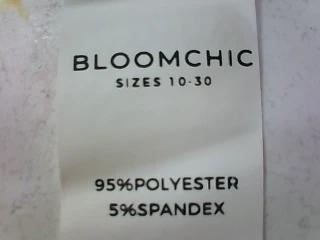 BLOOMCHIC
SIZES 10-30
95%POLYESTER
5%SPANDEX